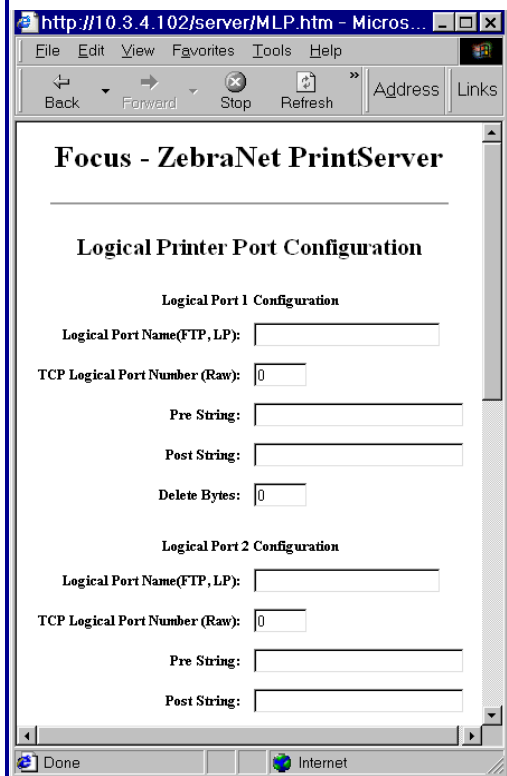 http://10.3.4.102/server/MLP.htm - Micros...
File Edit View Favorites Tools Help
Back Forward Stop Refresh » Address Links
Focus - ZebraNet PrintServer
Logical Printer Port Configuration
Logical Port 1 Configuration
Logical Port Name(FTP, LP):
TCP Logical Port Number (Raw): 0
Pre String:
Post String:
Delete Bytes: 0
Logical Port 2 Configuration
Logical Port Name(FTP, LP):
TCP Logical Port Number (Raw): 0
Pre String:
Post String:
Done Internet